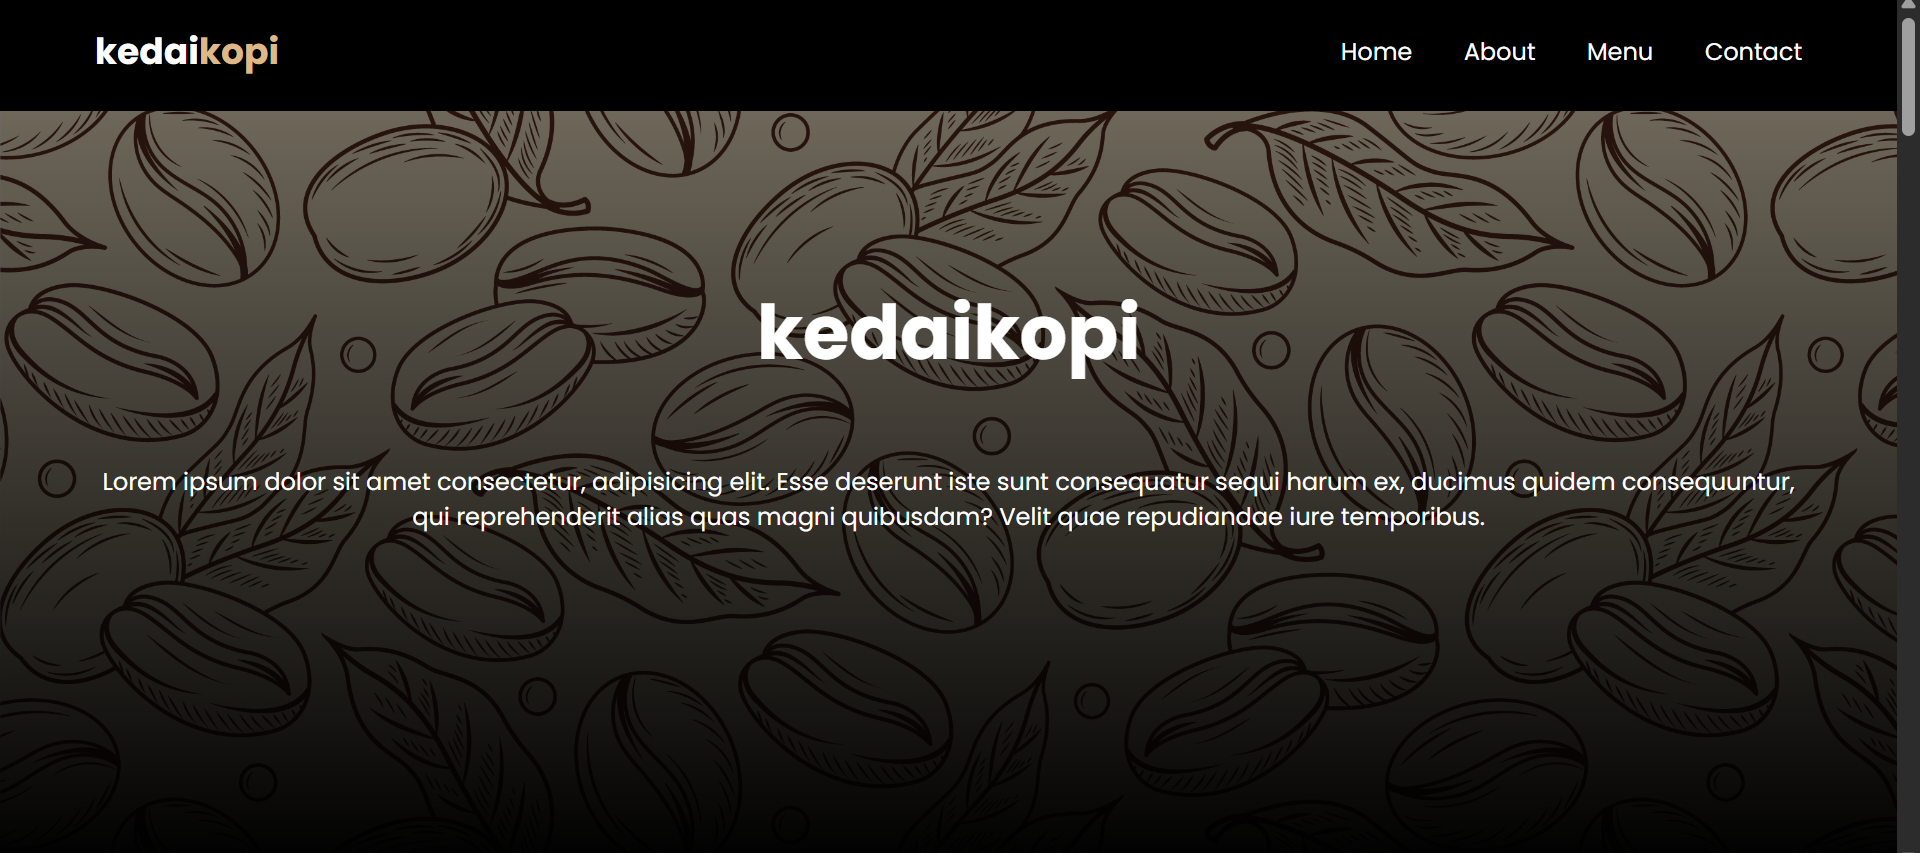 kedaikopi
Home About Menu Contact
kedaikopi
Lorem ipsum dolor sit amet consectetur, adipisicing elit. Esse deserunt iste sunt consequatur sequi harum ex, ducimus quidem consequuntur,
qui reprehenderit alias quas magni quibusdam? Velit quae repudiandae iure temporibus.